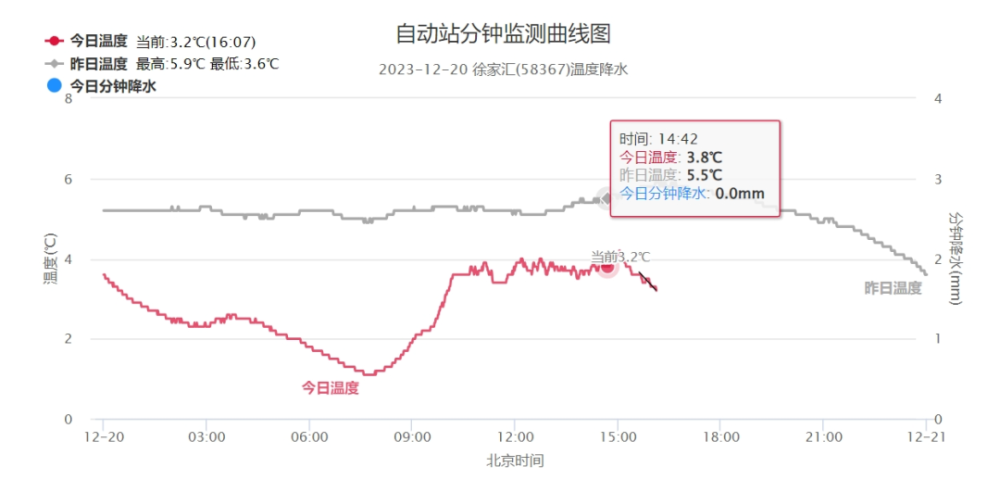 自动站分钟监测曲线图
今日温度 当前:3.2℃(16:07)
昨日温度 最高:5.9℃ 最低:3.6℃
今日分钟降水
2023-12-20 徐家汇(58367)温度降水
8
6
4
2
0
温度(℃)
4
3
2
1
0
分钟降水(mm)
时间: 14:42
今日温度: 3.8℃
昨日温度: 5.5℃
今日分钟降水: 0.0mm
当前3.2℃
昨日温度
今日温度
12-20 03:00 06:00 09:00 12:00 15:00 18:00 21:00 12-21
北京时间